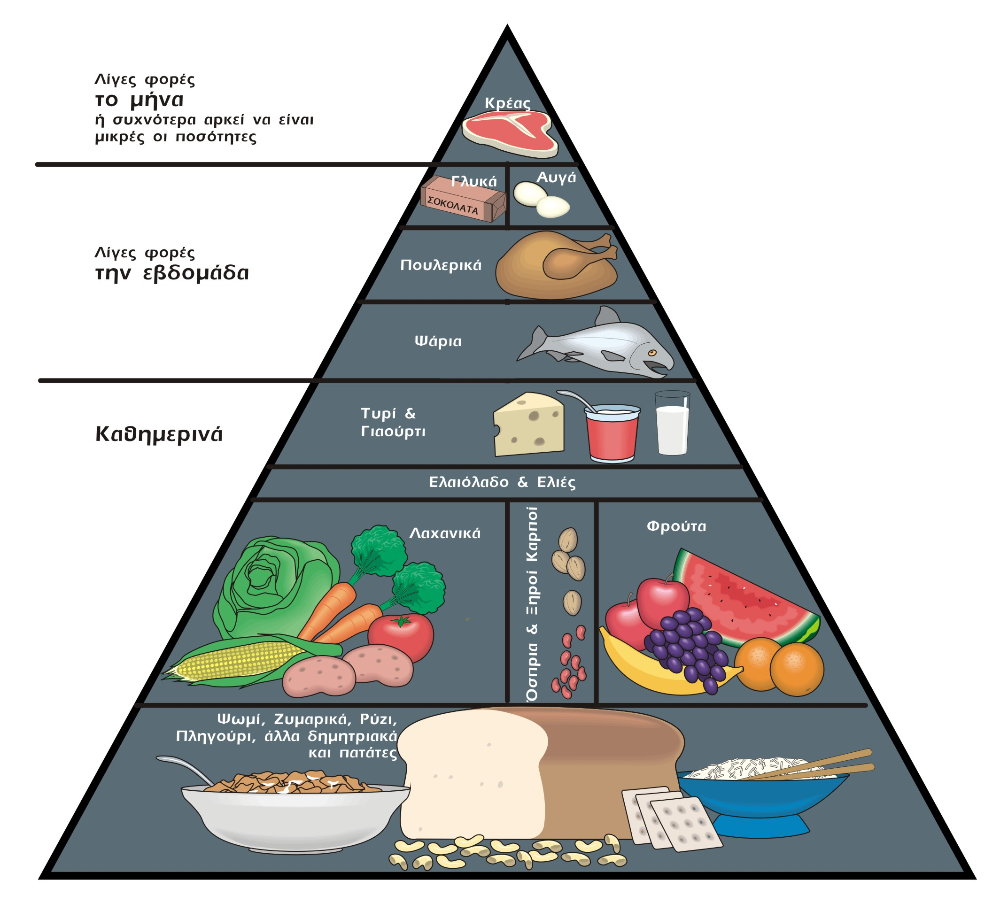 Λίγες φορές
το μήνα
ή συχνότερα αρκεί να είναι
μικρές οι ποσότητες
Κρέας
Γλυκά
ΣΟΚΟΛΑΤΑ
Αυγά
Λίγες φορές
την εβδομάδα
Πουλερικά
Ψάρια
Καθημερινά
Τυρί &
Γιαούρτι
Ελαιόλαδο & Ελιές
Λαχανικά
Όσπρια & Ξηροί Καρποί
Φρούτα
Ψωμί, Ζυμαρικά, Ρύζι,
Πληγούρι, άλλα δημητριακά
και πατάτες